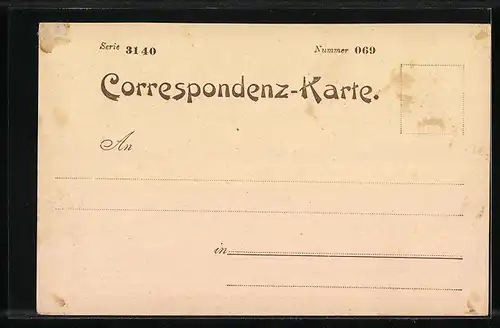 Serie 3140 Nummer 069
Correspondenz-Karte.
An
in